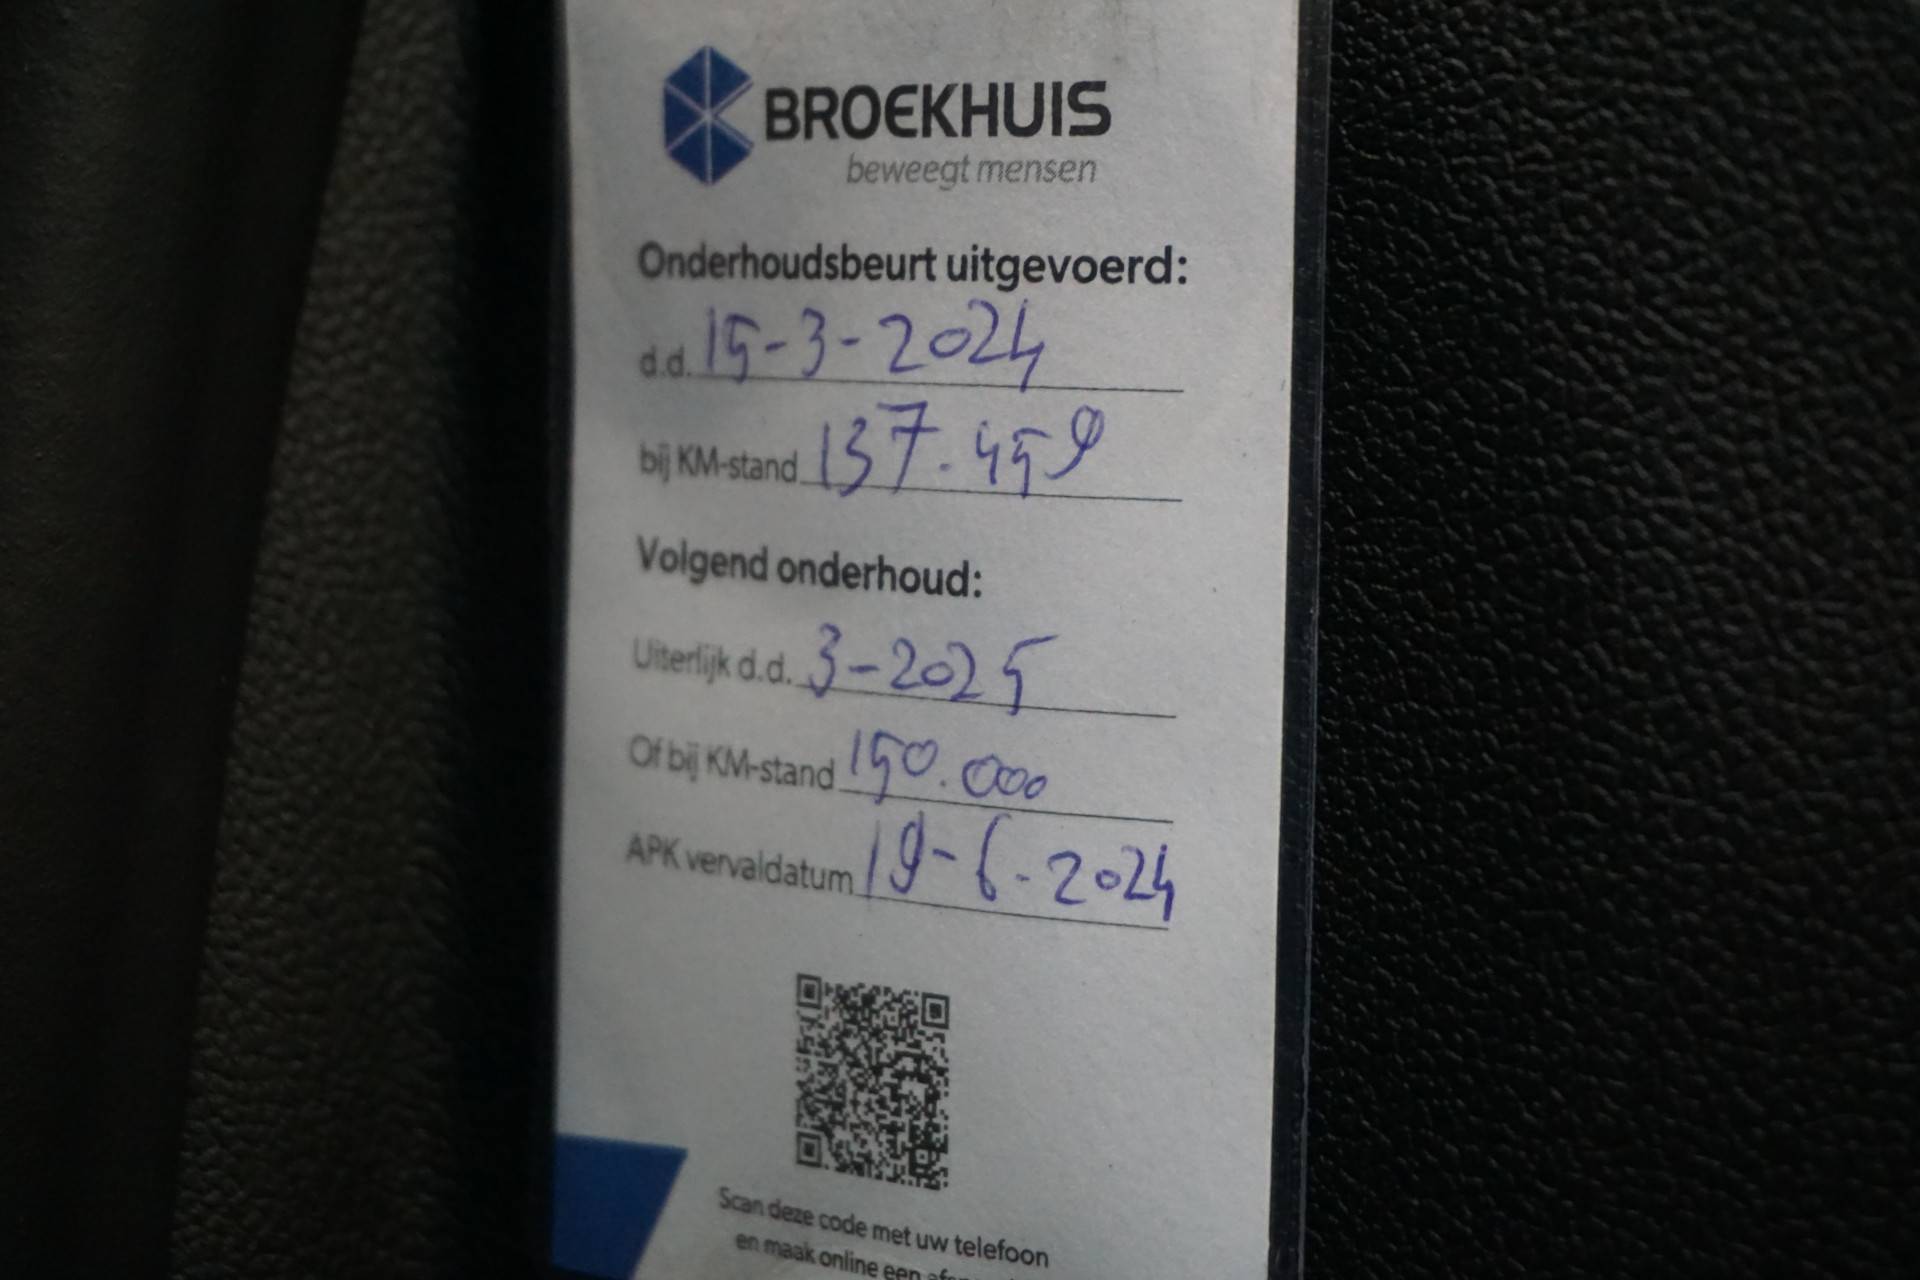 BROEKHUIS
beweegt mensen
Onderhoudsbeurt uitgevoerd:
d.d. 15-3-2024
bij KM-stand 137.459
Volgend onderhoud:
Uiterlijk d.d. 3-2025
Of bij KM-stand 150.000
APK vervaldatum 19-6-2024
Scan deze code met uw telefoon
en maak online een